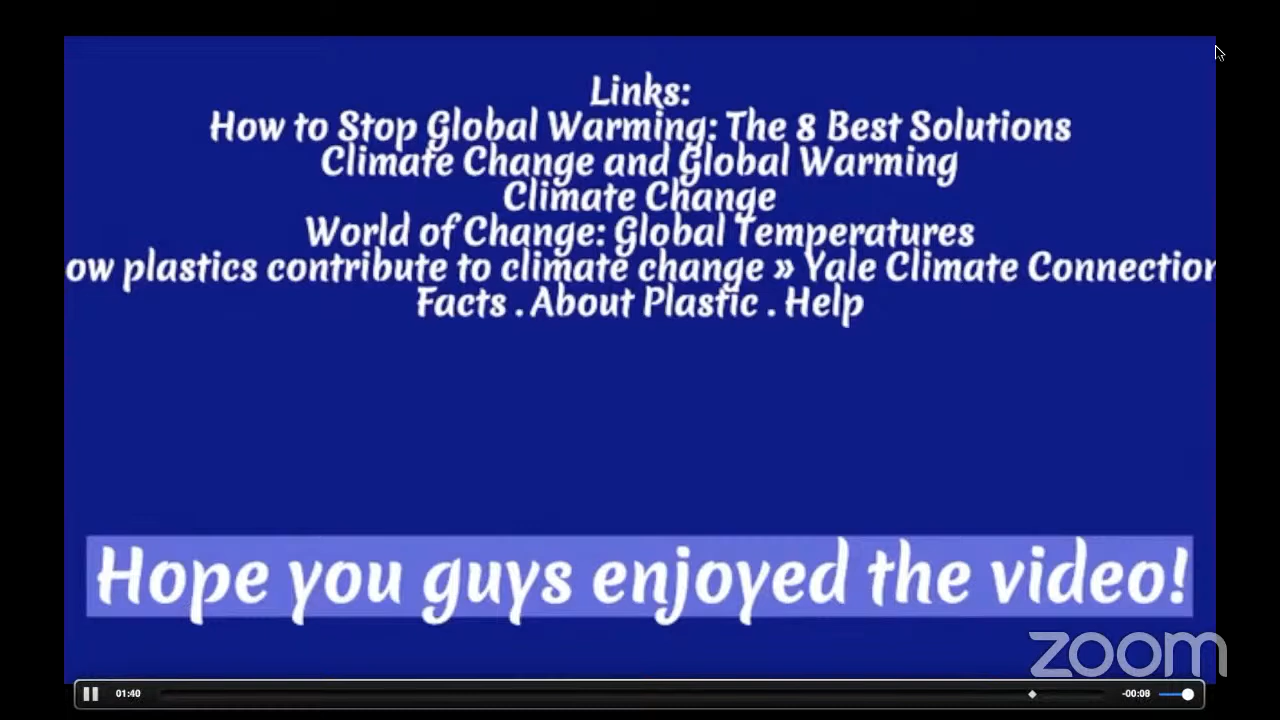 Links:
How to Stop Global Warming: The 8 Best Solutions
Climate Change and Global Warming
Climate Change
World of Change: Global Temperatures
ow plastics contribute to climate change » Yale Climate Connection
Facts . About Plastic . Help
Hope you guys enjoyed the video!
zoom
01:40
-00:08